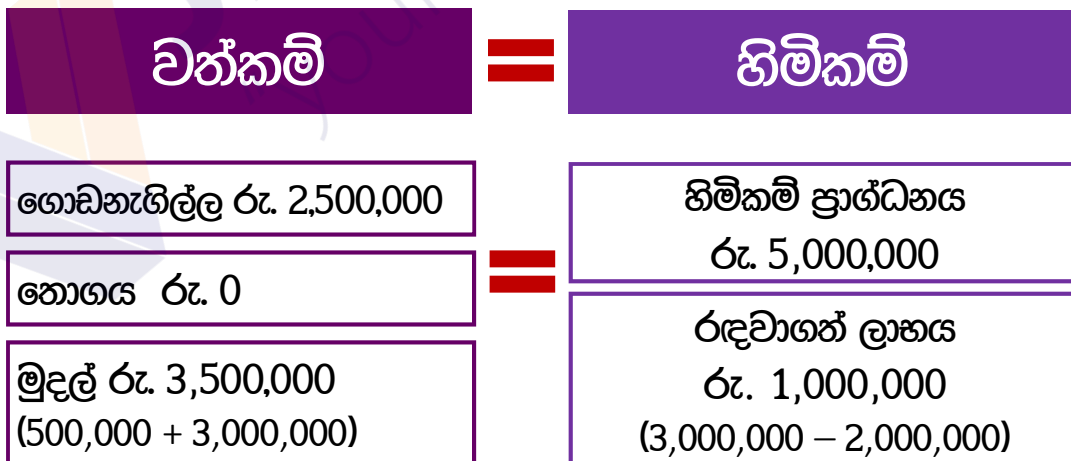 වත්කම් = හිමිකම්
ගොඩනැගිල්ල රු. 2,500,000
තොගය රු. 0
මුදල් රු. 3,500,000
(500,000 + 3,000,000)
=
හිමිකම් ප්‍රාග්ධනය
රු. 5,000,000
රඳවාගත් ලාභය
රු. 1,000,000
(3,000,000 – 2,000,000)